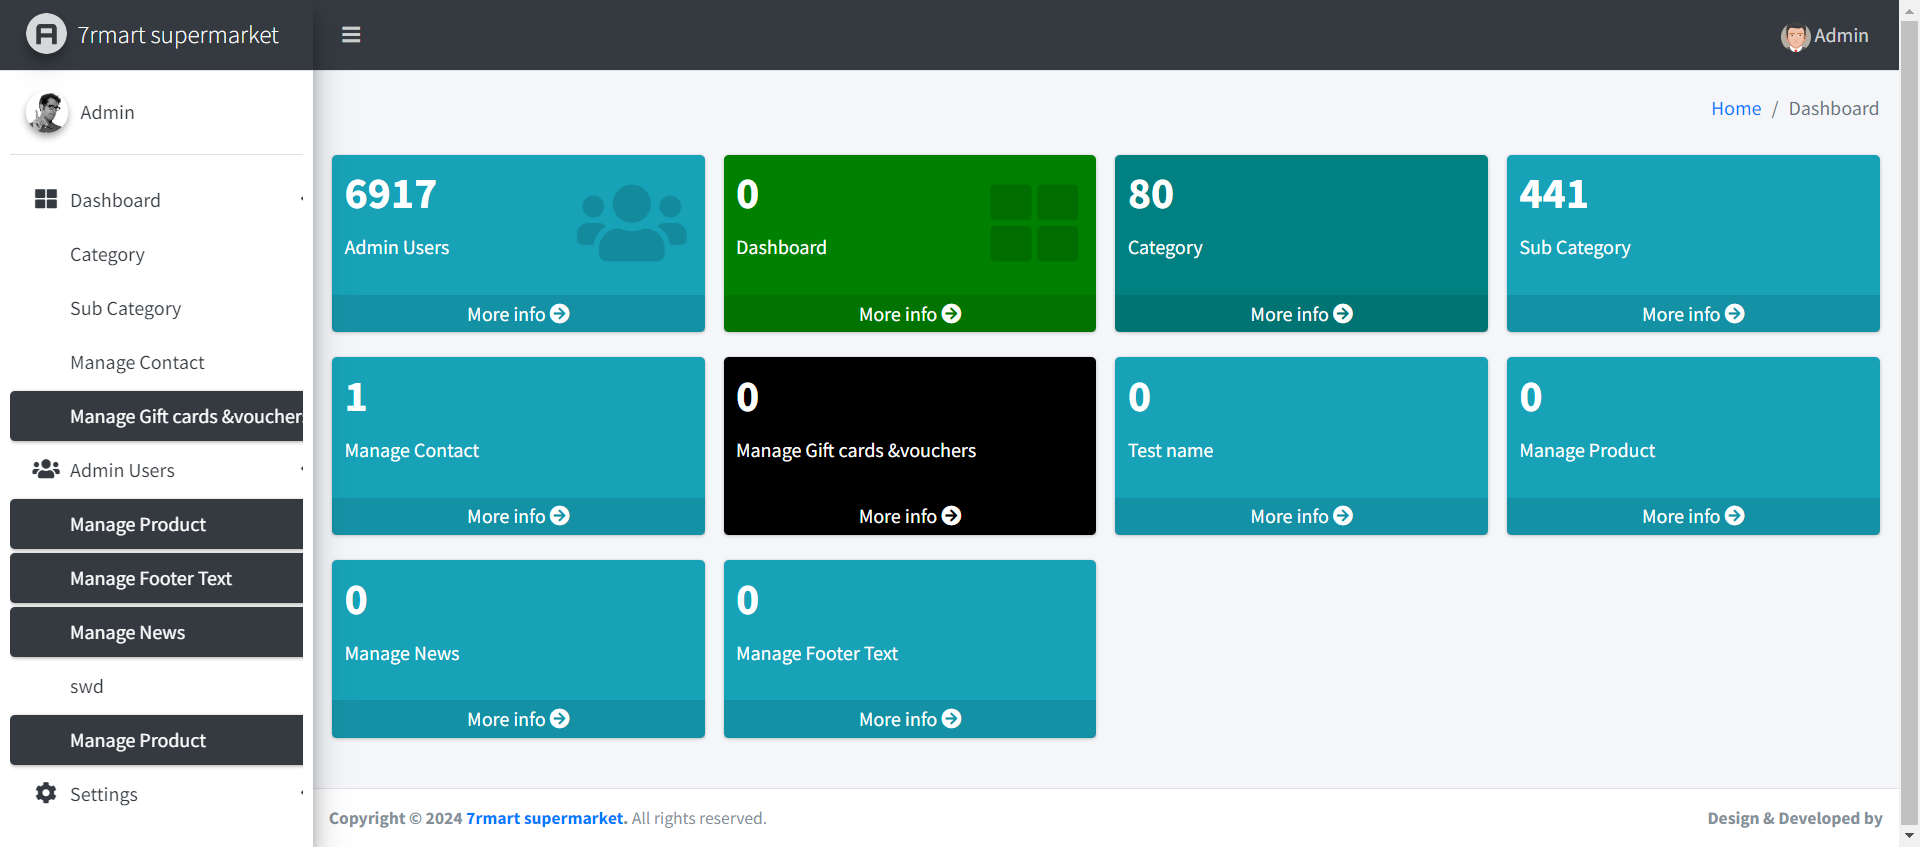 7rmart supermarket
Admin
Admin
Home / Dashboard
Dashboard
Category
Sub Category
Manage Contact
Manage Gift cards &voucher
Admin Users
Manage Product
Manage Footer Text
Manage News
swd
Manage Product
Settings
6917
Admin Users
More info
0
Dashboard
More info
80
Category
More info
441
Sub Category
More info
1
Manage Contact
More info
0
Manage Gift cards &vouchers
More info
0
Test name
More info
0
Manage Product
More info
0
Manage News
More info
0
Manage Footer Text
More info
Copyright © 2024 7rmart supermarket. All rights reserved.
Design & Developed by